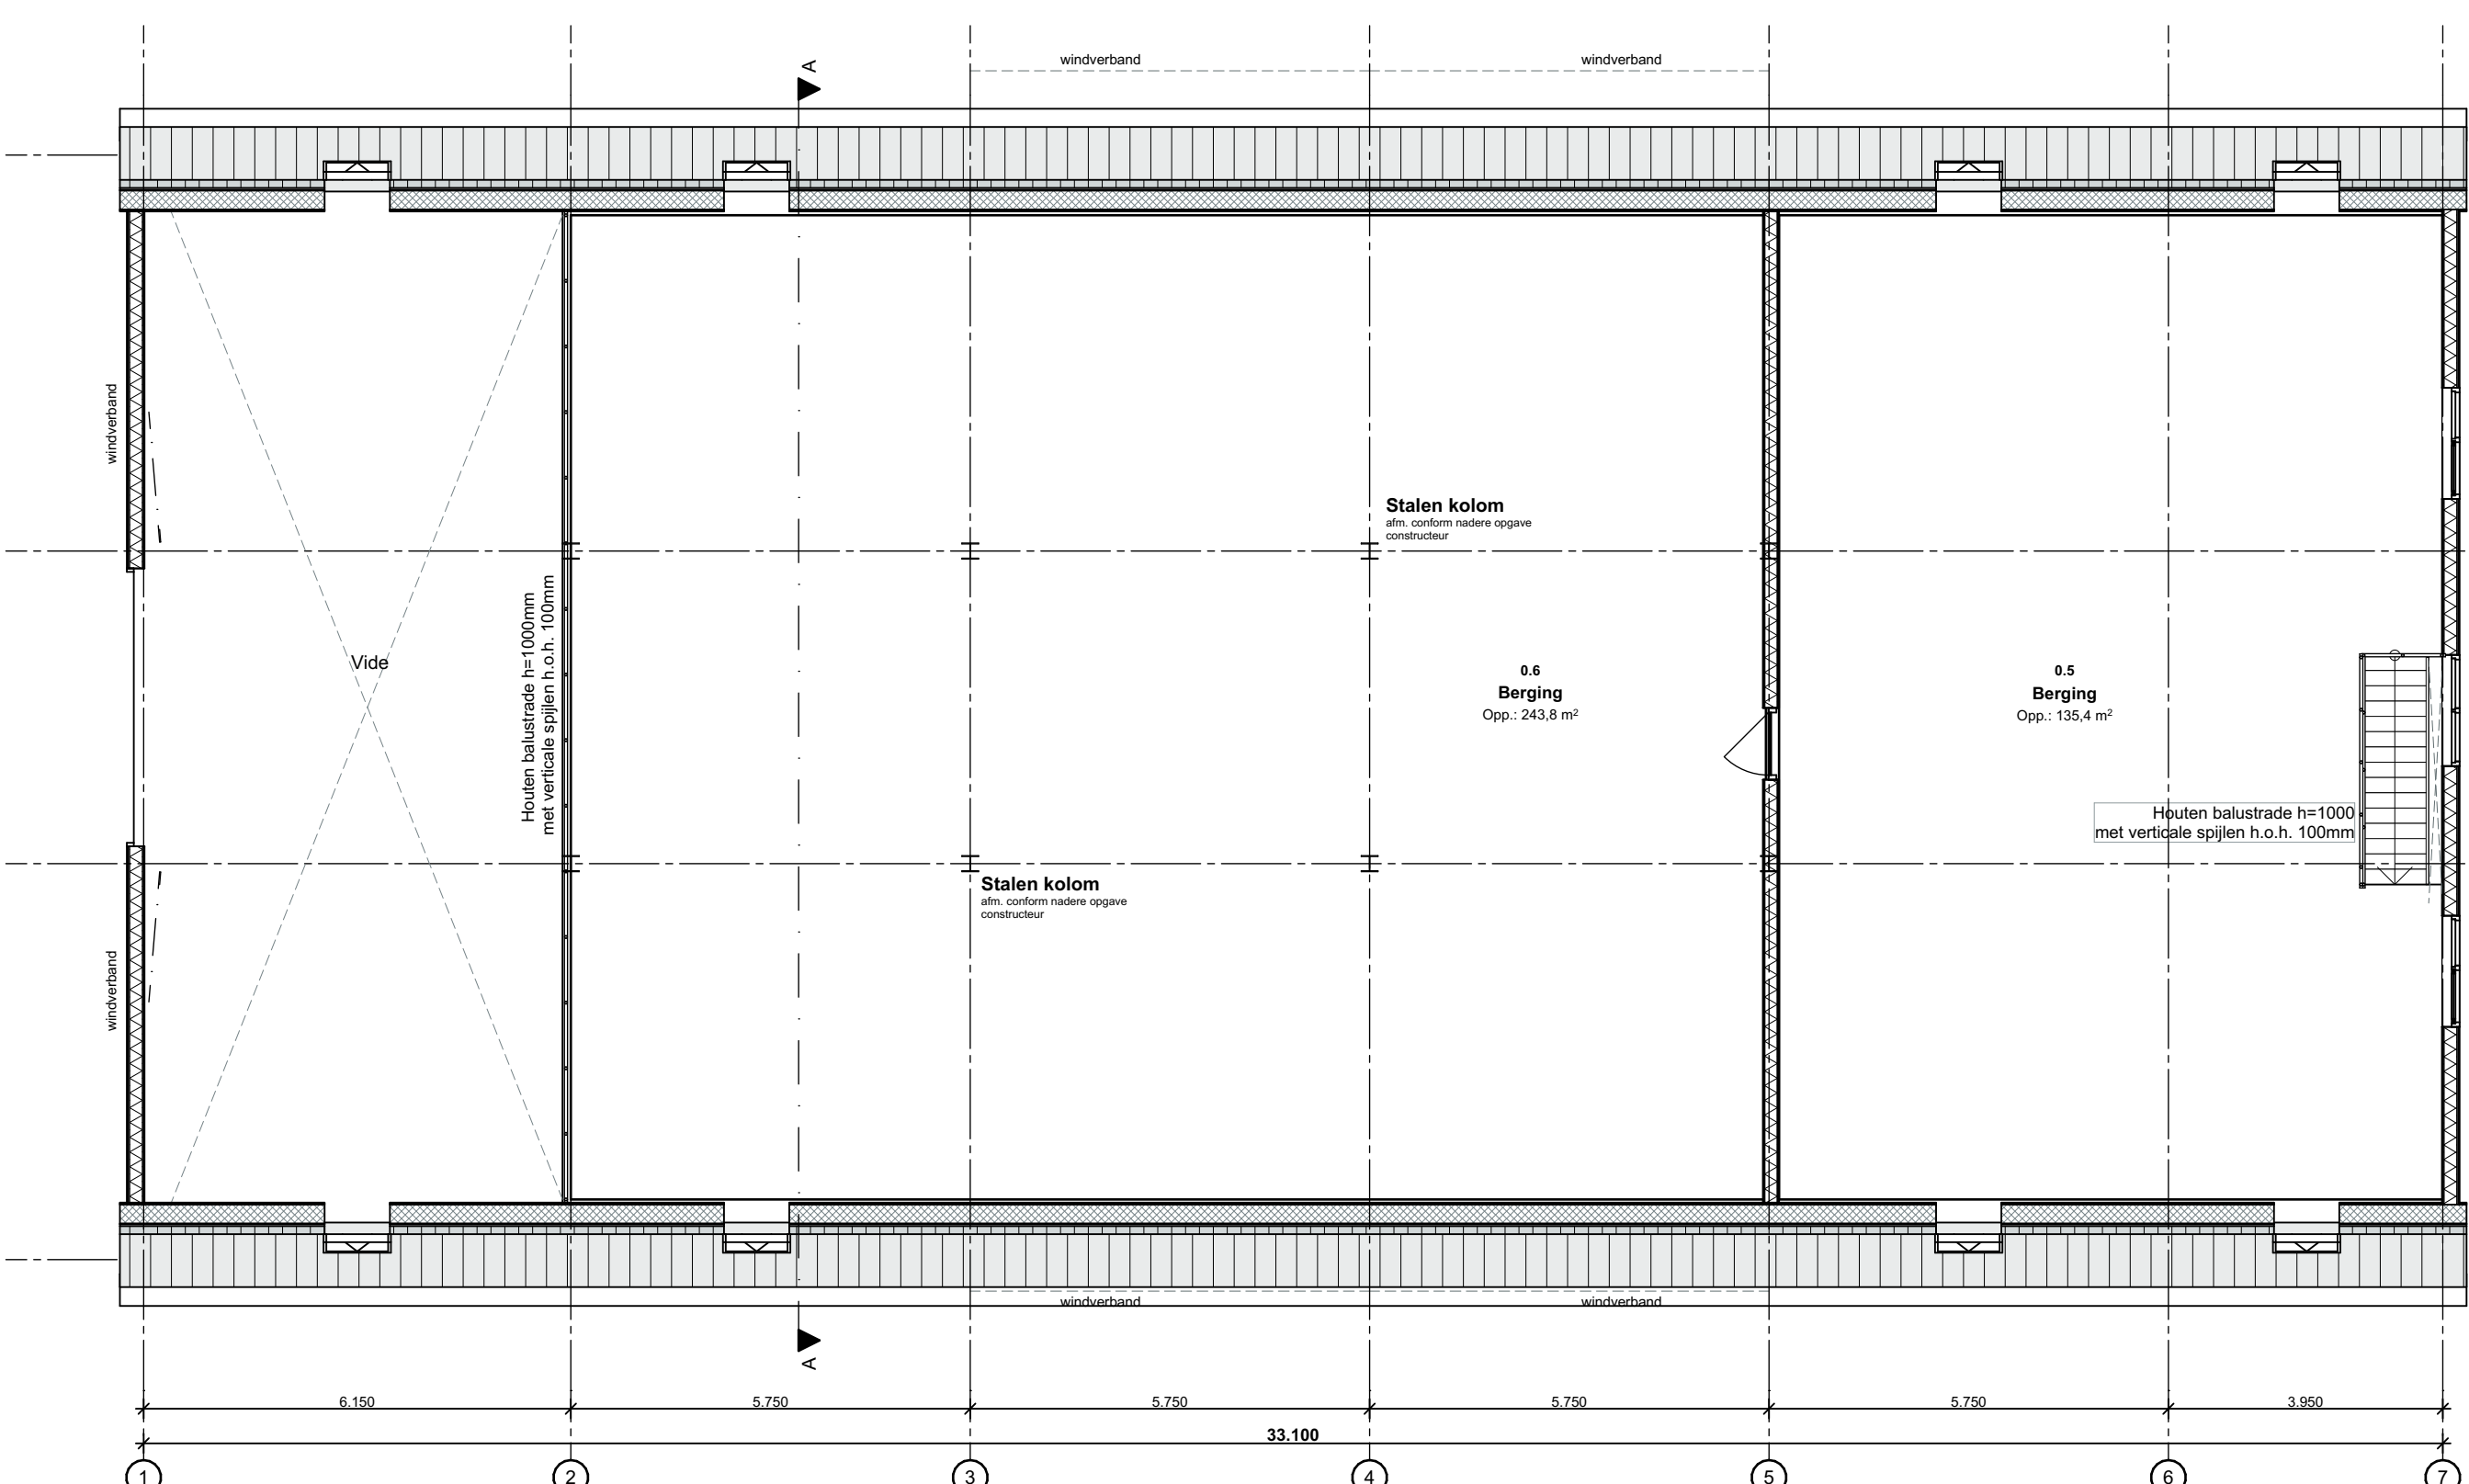 A
windverband
windverband
windverband
Stalen kolom
afm. conform nadere opgave
constructeur
Houten balustrade h=1000mm
met verticale spijlen h.o.h. 100mm
Vide
0.6
Berging
Opp.: 243,8 m²
0.5
Berging
Opp.: 135,4 m²
Houten balustrade h=1000
met verticale spijlen h.o.h. 100mm
Stalen kolom
afm. conform nadere opgave
constructeur
windverband
windverband
windverband
A
6.150
5.750
5.750
5.750
5.750
3.950
33.100
1
2
3
4
5
6
7